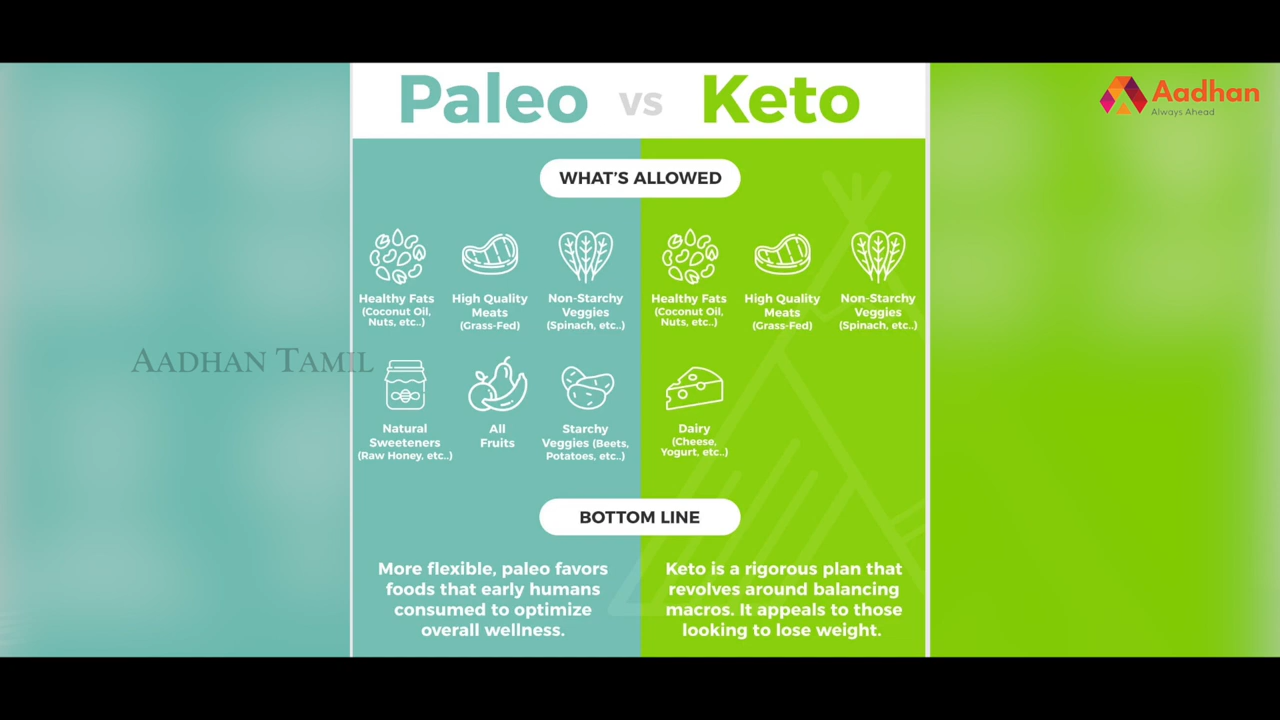 Paleo vs Keto
Aadhan
Always Ahead
WHAT'S ALLOWED
Healthy Fats
(Coconut Oil,
Nuts, etc..)
High Quality
Meats
(Grass-Fed)
Non-Starchy
Veggies
(Spinach, etc..)
Healthy Fats
(Coconut Oil,
Nuts, etc..)
High Quality
Meats
(Grass-Fed)
Non-Starchy
Veggies
(Spinach, etc..)
AADHAN TAMIL
Natural
Sweeteners
(Raw Honey, etc..)
All
Fruits
Starchy
Veggies (Beets,
Potatoes, etc..)
Dairy
(Cheese,
Yogurt, etc..)
BOTTOM LINE
More flexible, paleo favors
foods that early humans
consumed to optimize
overall wellness.
Keto is a rigorous plan that
revolves around balancing
macros. It appeals to those
looking to lose weight.